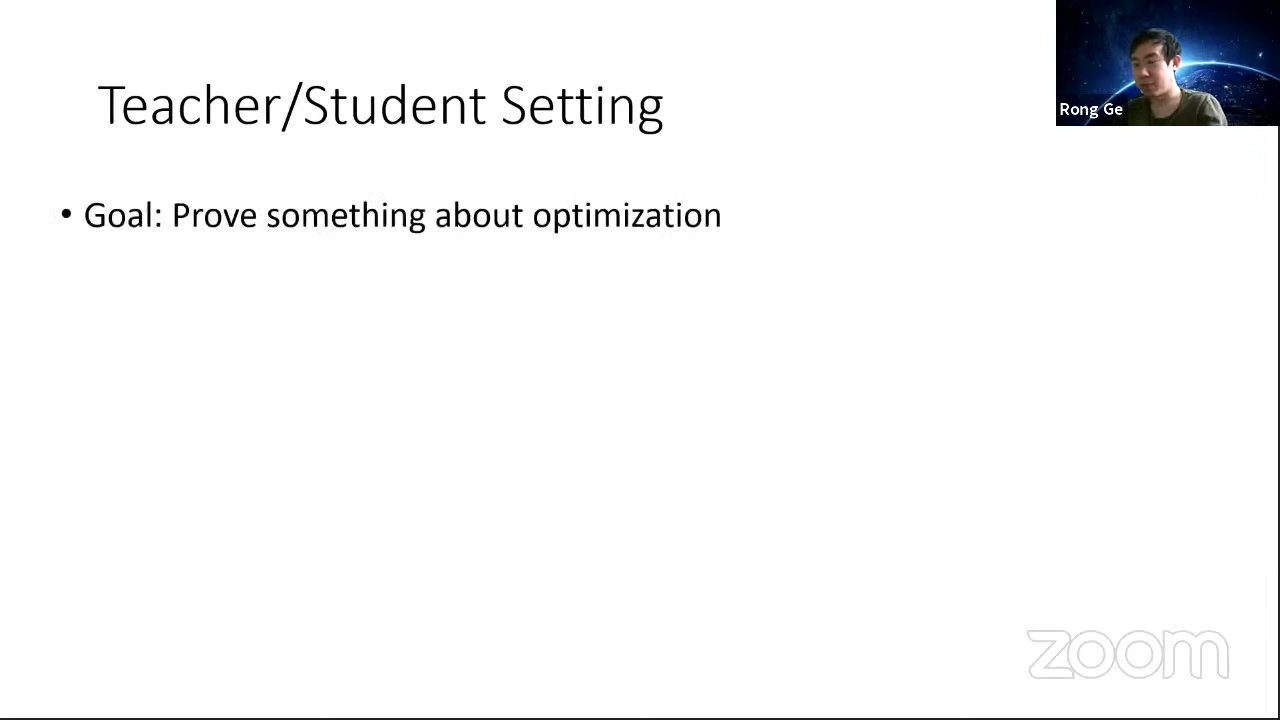 Teacher/Student Setting
Rong Ge
• Goal: Prove something about optimization
zoom